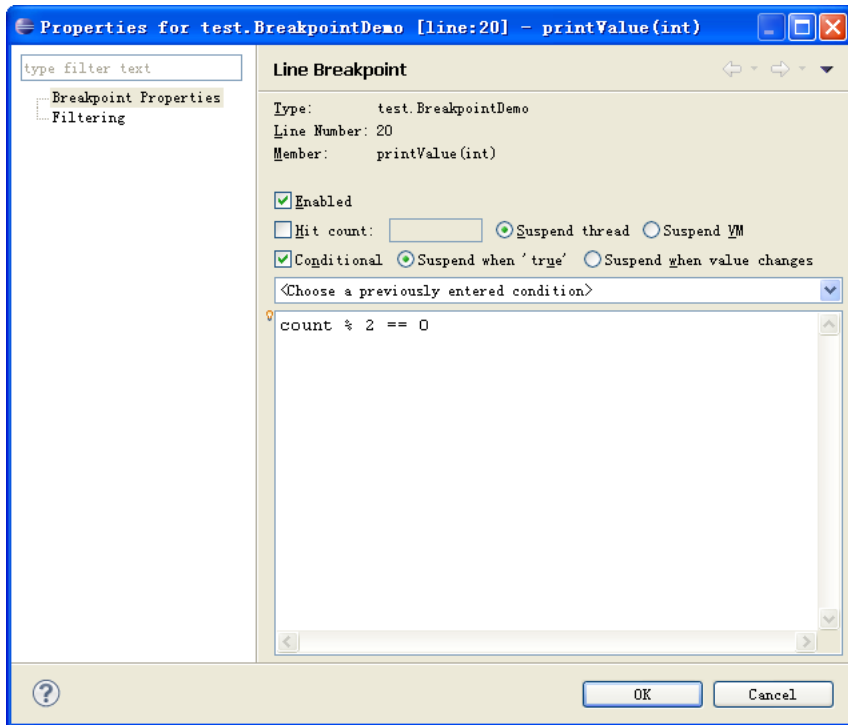 Properties for test.BreakpointDemo [line:20] - printValue(int)
type filter text
Breakpoint Properties
Filtering
Line Breakpoint
Type: test.BreakpointDemo
Line Number: 20
Member: printValue(int)
Enabled
Hit count: Suspend thread Suspend VM
Conditional Suspend when 'true' Suspend when value changes
<Choose a previously entered condition>
count % 2 == 0
OK Cancel